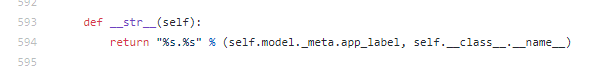 592
593 def __str__(self):
594 return "%s.%s" % (self.model._meta.app_label, self.__class__.__name__)
595